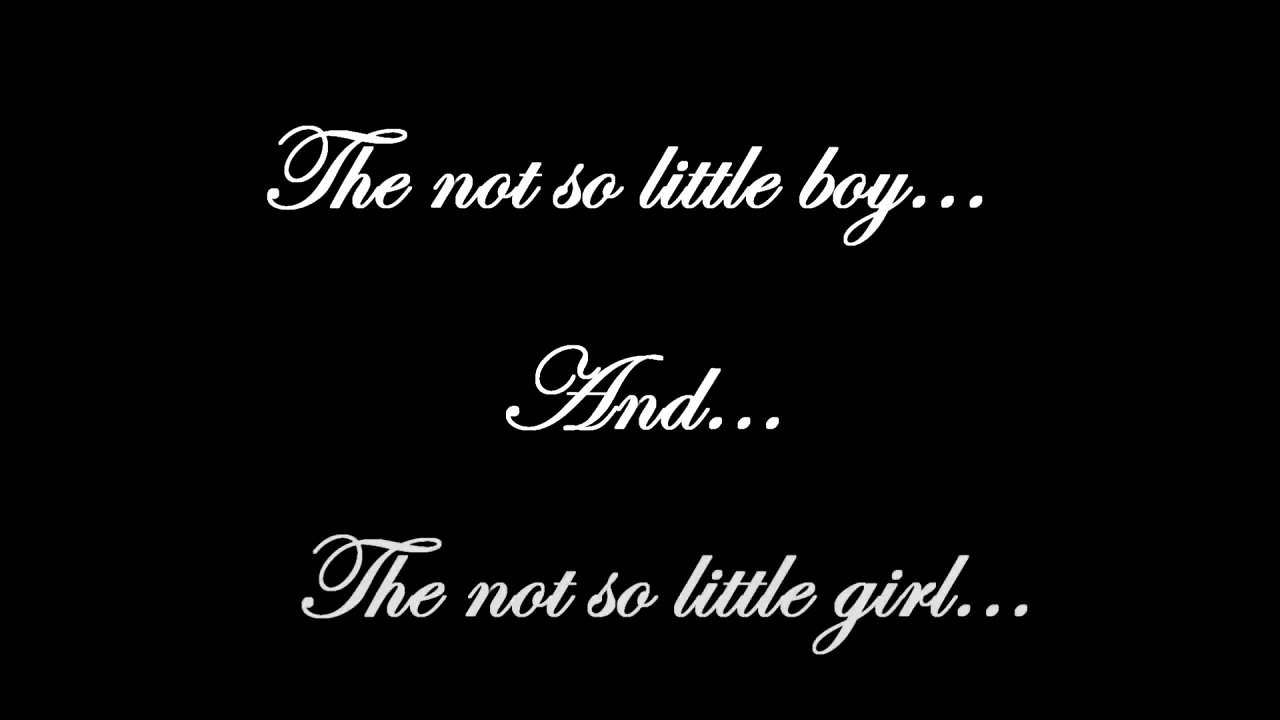 The not so little boy...
And...
The not so little girl...